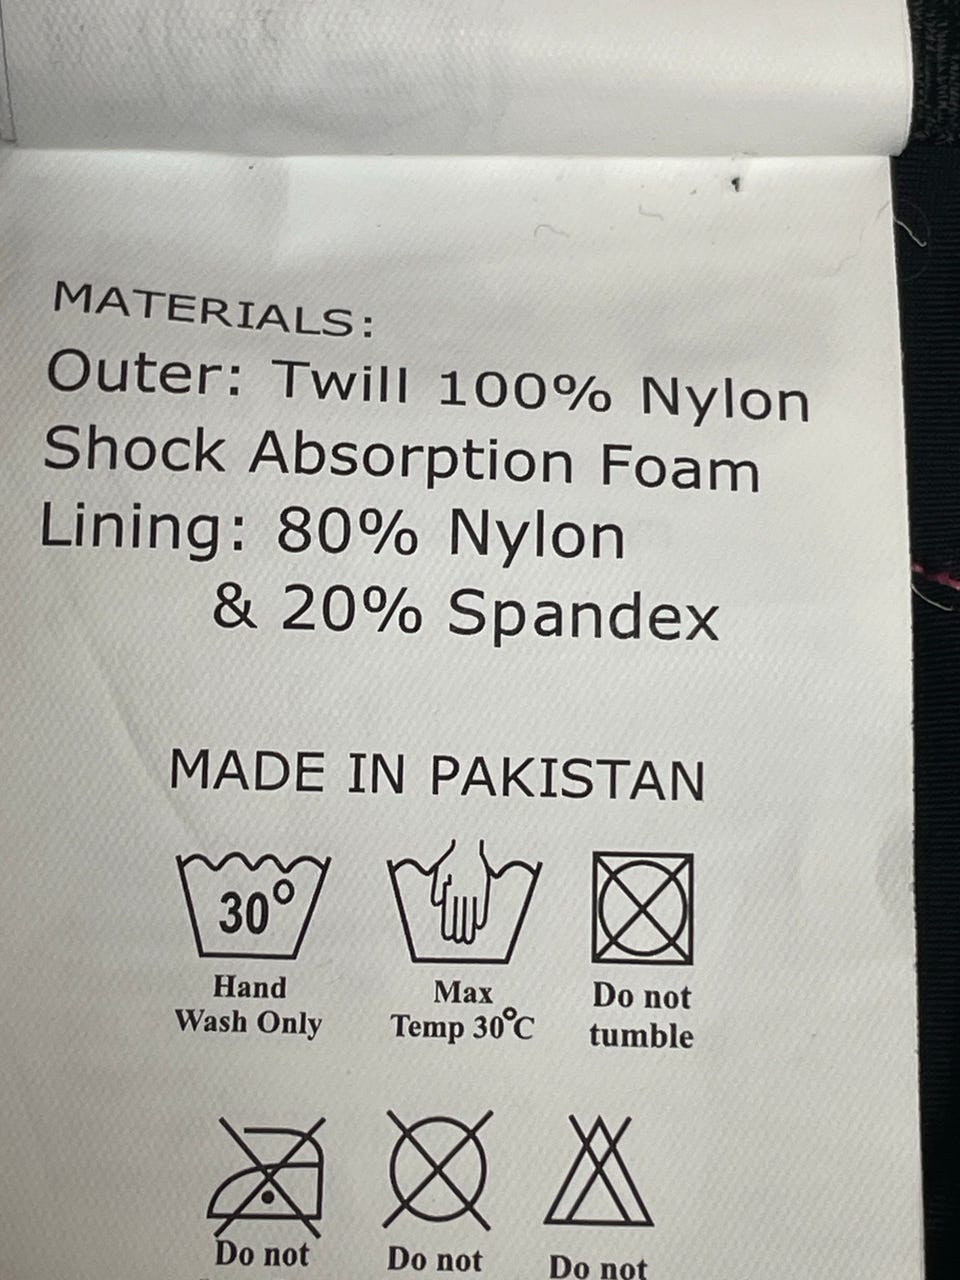 MATERIALS:
Outer: Twill 100% Nylon
Shock Absorption Foam
Lining: 80% Nylon
& 20% Spandex
MADE IN PAKISTAN
30°
Hand
Wash Only
Max
Temp 30°C
Do not
tumble
Do not
Do not
Do not